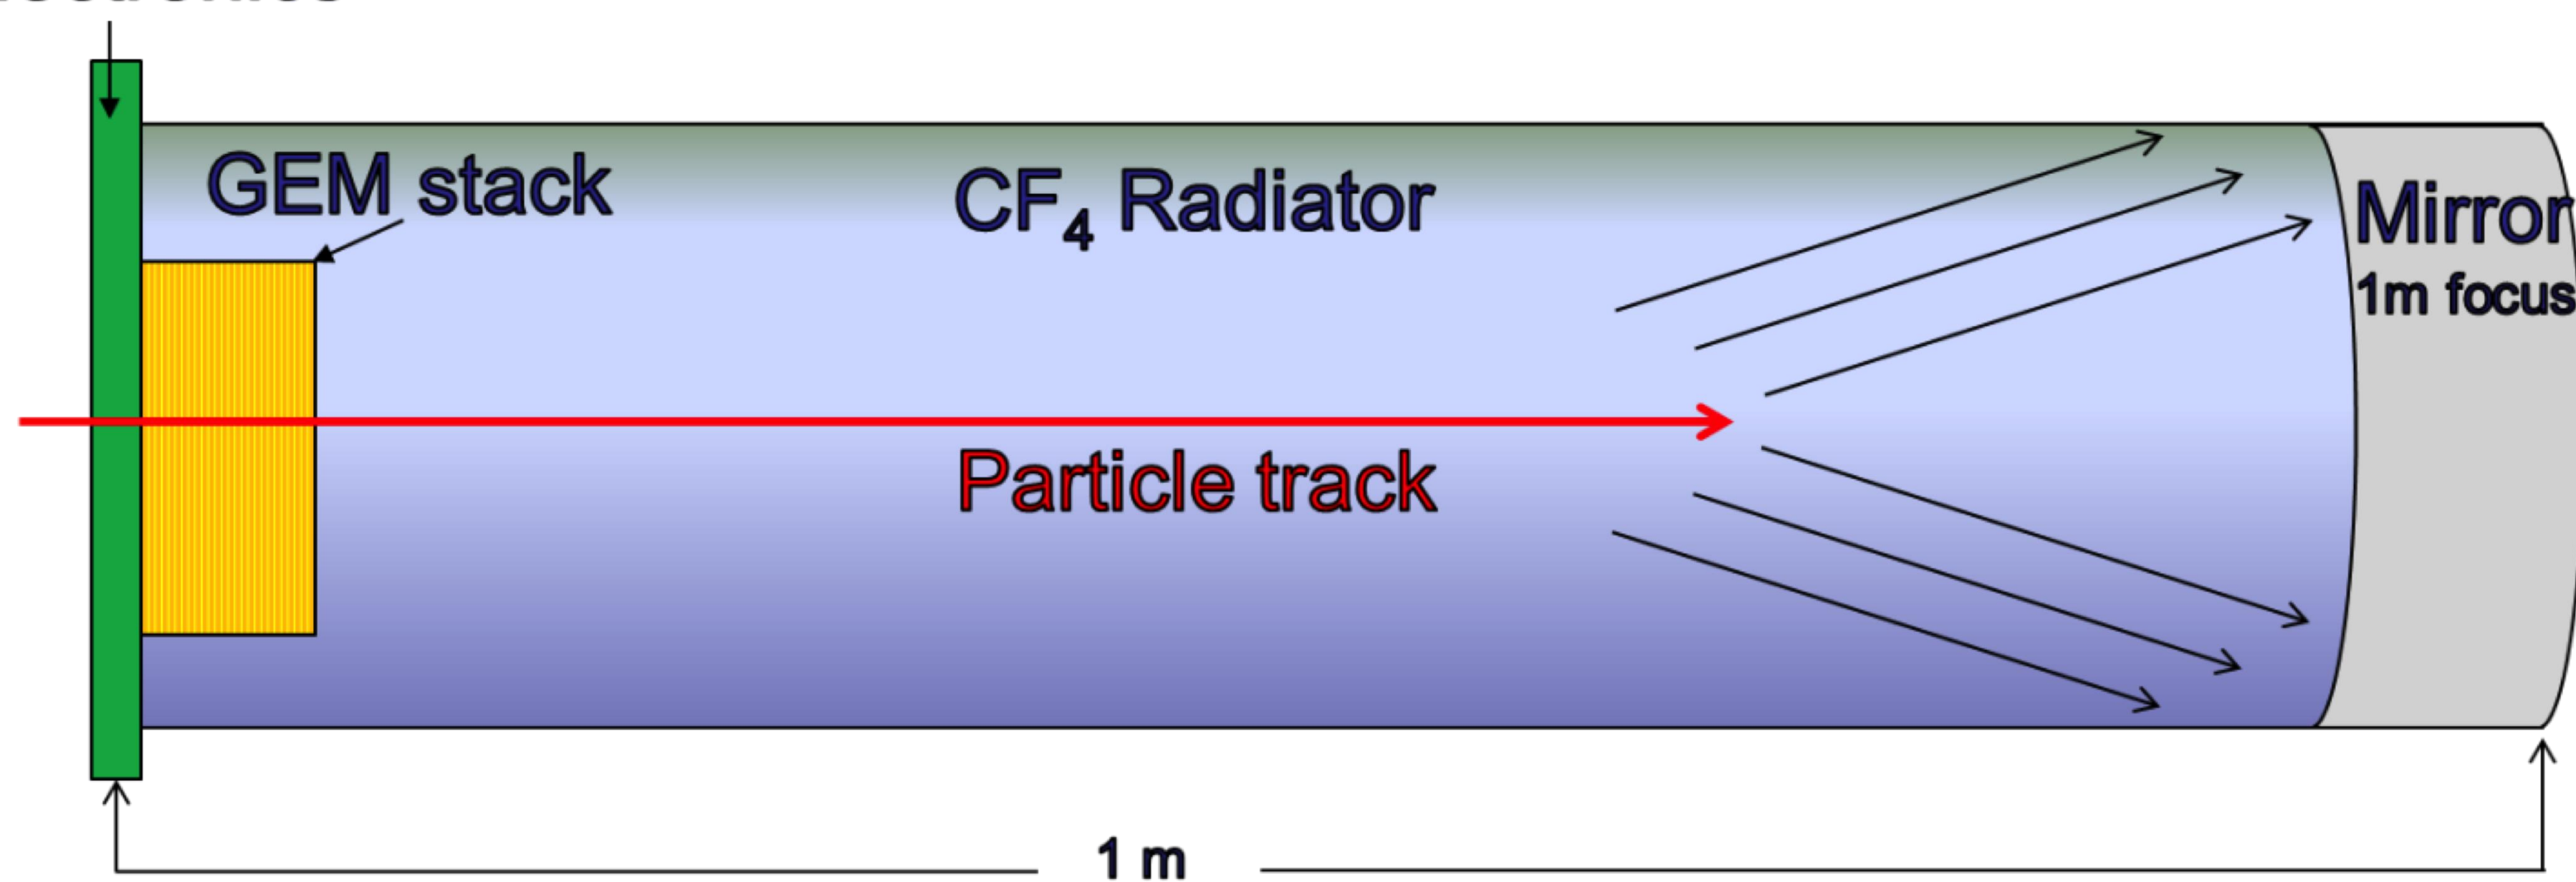 GEM stack
CF₄ Radiator
Mirror
1m focus
Particle track
1 m